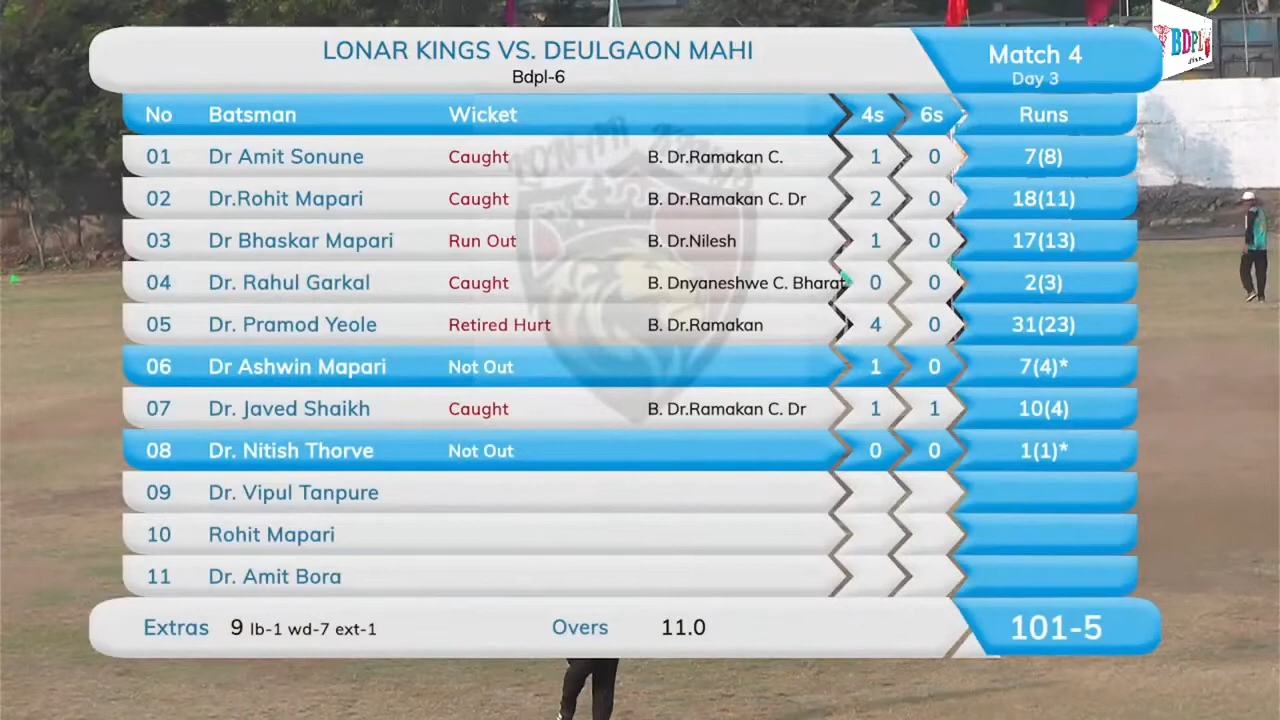 LONAR KINGS VS. DEULGAON MAHI
Bdpl-6
Match 4
Day 3
BDPL
No Batsman Wicket 4s 6s Runs
01 Dr Amit Sonune Caught B. Dr.Ramakan C. 1 0 7(8)
02 Dr.Rohit Mapari Caught B. Dr.Ramakan C. Dr 2 0 18(11)
03 Dr Bhaskar Mapari Run Out B. Dr.Nilesh 1 0 17(13)
04 Dr. Rahul Garkal Caught B. Dnyaneshwe C. Bharat 0 0 2(3)
05 Dr. Pramod Yeole Retired Hurt B. Dr.Ramakan 4 0 31(23)
06 Dr Ashwin Mapari Not Out 1 0 7(4)*
07 Dr. Javed Shaikh Caught B. Dr.Ramakan C. Dr 1 1 10(4)
08 Dr. Nitish Thorve Not Out 0 0 1(1)*
09 Dr. Vipul Tanpure
10 Rohit Mapari
11 Dr. Amit Bora
Extras 9 lb-1 wd-7 ext-1 Overs 11.0 101-5
LONAR KINGS